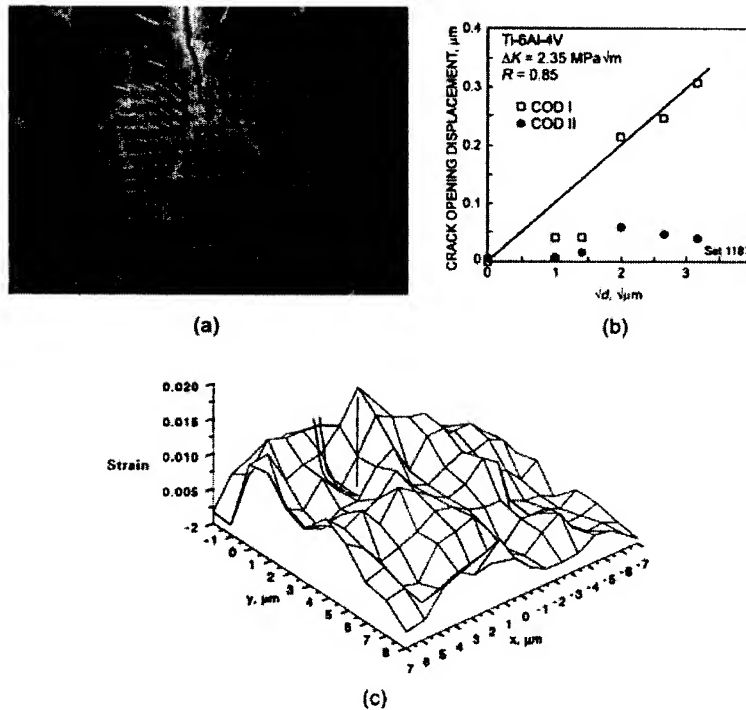 (a)
0.4
0.3
0.2
0.1
0
CRACK OPENING DISPLACEMENT, μm
Ti-6Al-4V
ΔK = 2.35 MPa√m
R = 0.85
□ COD I
● COD II
Set 1187
0 1 2 3
√d, √μm
(b)
0.020
0.015
0.010
0.005
-2
Strain
-1 0 1 2 3 4 5 6 7 8
y, μm
7 6 5 4 3 2 1 0 -1 -2 -3 -4 -5 -6 -7
x, μm
(c)